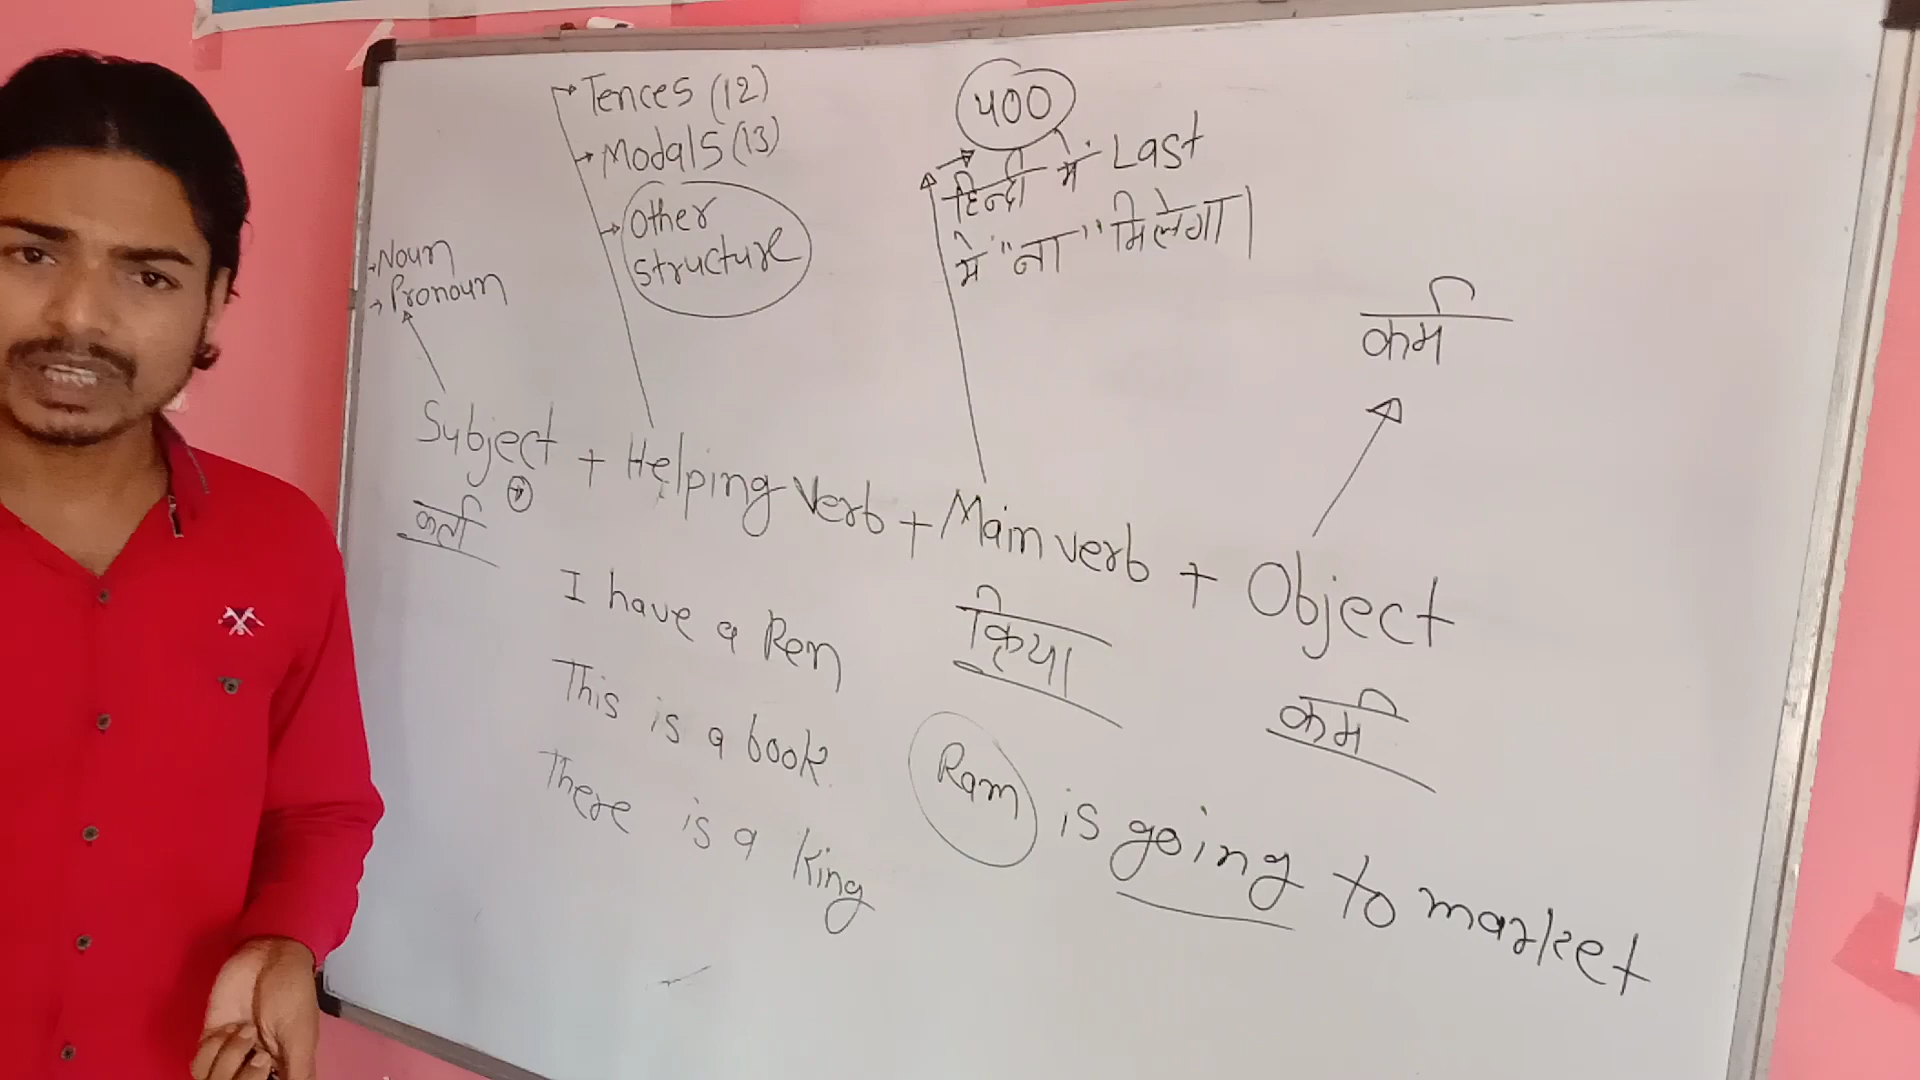 Tences (12)
Modals (13)
Other
structure
400
हिन्दी में Last
मे "ना" मिलेगा।
Noun
Pronoun
कर्म
Subject + Helping Verb + Main verb + Object
कर्ता
क्रिया
कर्म
I have a Pen
This is a book.
There is a King
Ram is going to market